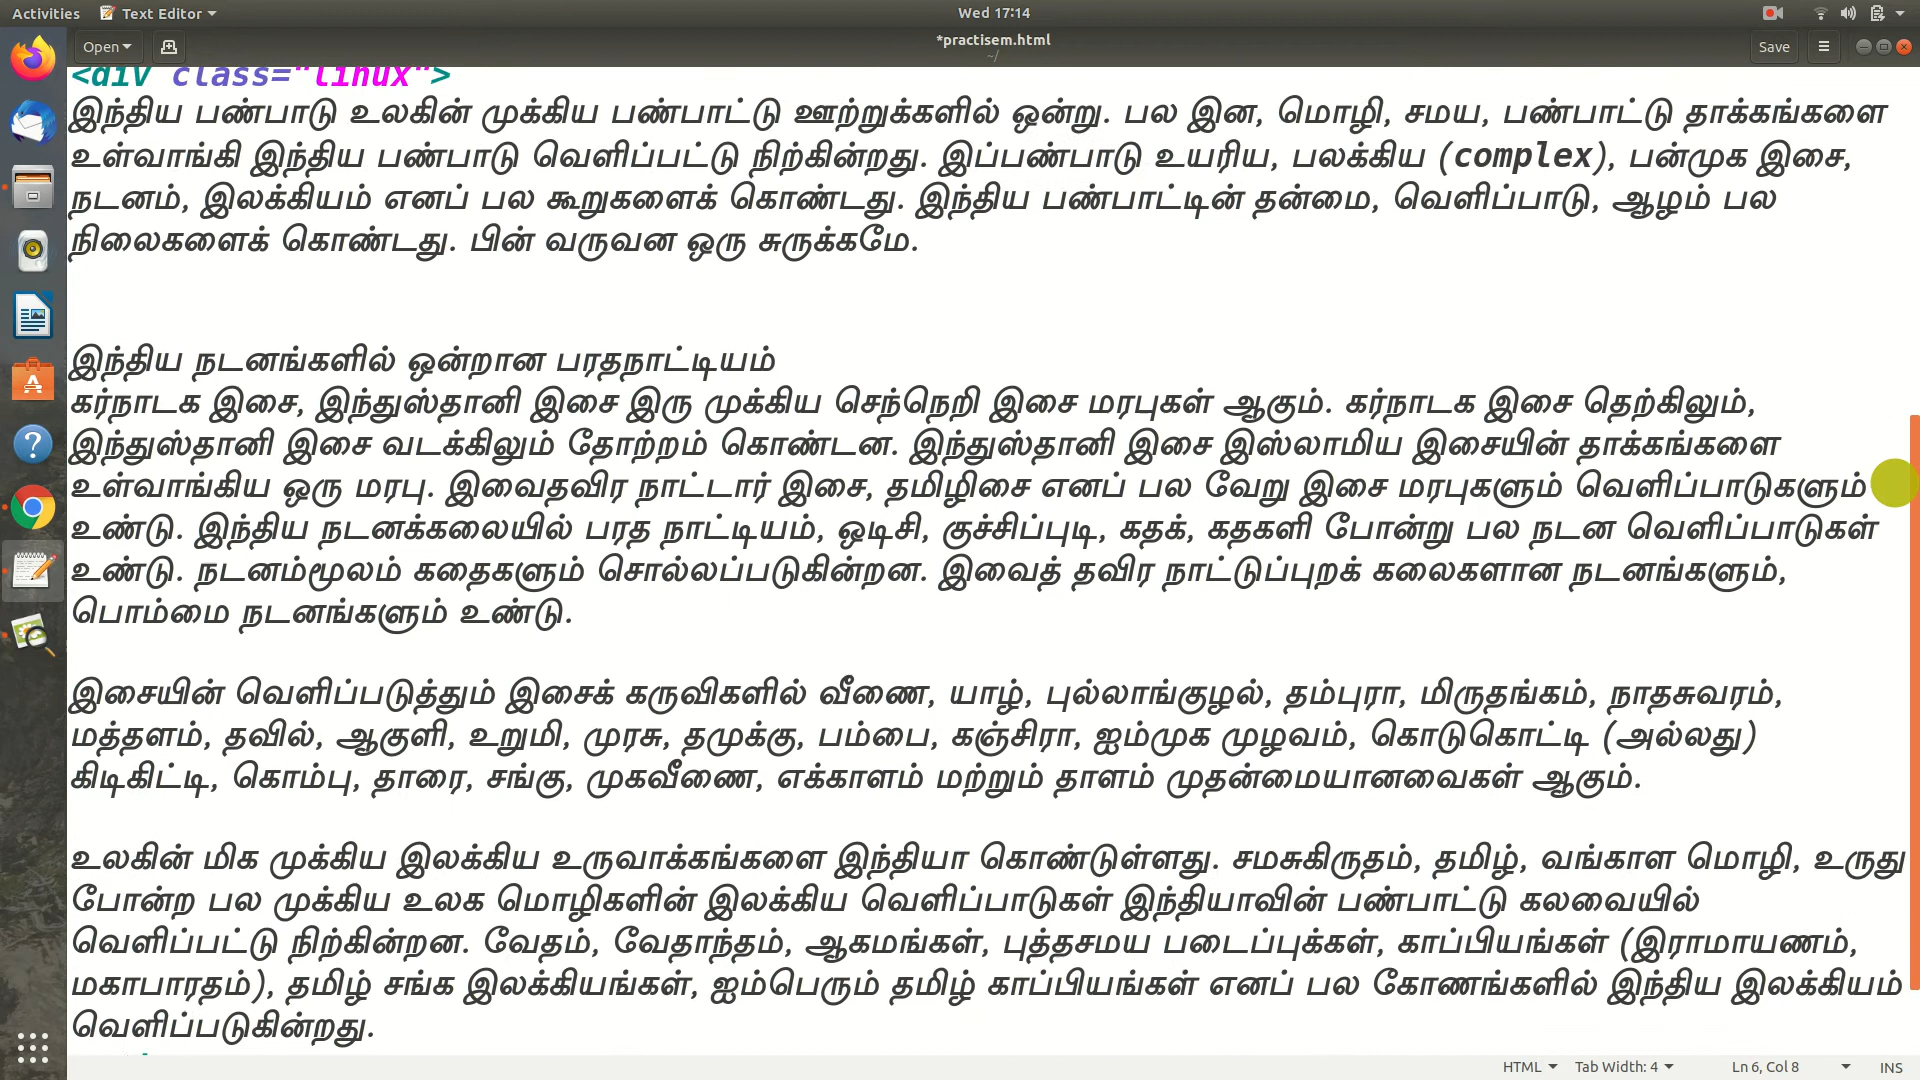 Activities
Text Editor
Wed 17:14
Open
*practisem.html
~/
Save
<div class="linux">
இந்திய பண்பாடு உலகின் முக்கிய பண்பாட்டு ஊற்றுக்களில் ஒன்று. பல இன, மொழி, சமய, பண்பாட்டு தாக்கங்களை
உள்வாங்கி இந்திய பண்பாடு வெளிப்பட்டு நிற்கின்றது. இப்பண்பாடு உயரிய, பலக்கிய (complex), பன்முக இசை,
நடனம், இலக்கியம் எனப் பல கூறுகளைக் கொண்டது. இந்திய பண்பாட்டின் தன்மை, வெளிப்பாடு, ஆழம் பல
நிலைகளைக் கொண்டது. பின் வருவன ஒரு சுருக்கமே.
இந்திய நடனங்களில் ஒன்றான பரதநாட்டியம்
கர்நாடக இசை, இந்துஸ்தானி இசை இரு முக்கிய செந்நெறி இசை மரபுகள் ஆகும். கர்நாடக இசை தெற்கிலும்,
இந்துஸ்தானி இசை வடக்கிலும் தோற்றம் கொண்டன. இந்துஸ்தானி இசை இஸ்லாமிய இசையின் தாக்கங்களை
உள்வாங்கிய ஒரு மரபு. இவைதவிர நாட்டார் இசை, தமிழிசை எனப் பல வேறு இசை மரபுகளும் வெளிப்பாடுகளும்
உண்டு. இந்திய நடனக்கலையில் பரத நாட்டியம், ஒடிசி, குச்சிப்புடி, கதக், கதகளி போன்று பல நடன வெளிப்பாடுகள்
உண்டு. நடனம்மூலம் கதைகளும் சொல்லப்படுகின்றன. இவைத் தவிர நாட்டுப்புறக் கலைகளான நடனங்களும்,
பொம்மை நடனங்களும் உண்டு.
இசையின் வெளிப்படுத்தும் இசைக் கருவிகளில் வீணை, யாழ், புல்லாங்குழல், தம்புரா, மிருதங்கம், நாதசுவரம்,
மத்தளம், தவில், ஆகுளி, உறுமி, முரசு, தமுக்கு, பம்பை, கஞ்சிரா, ஐம்முக முழவம், கொடுகொட்டி (அல்லது)
கிடிகிட்டி, கொம்பு, தாரை, சங்கு, முகவீணை, எக்காளம் மற்றும் தாளம் முதன்மையானவைகள் ஆகும்.
உலகின் மிக முக்கிய இலக்கிய உருவாக்கங்களை இந்தியா கொண்டுள்ளது. சமசுகிருதம், தமிழ், வங்காள மொழி, உருது
போன்ற பல முக்கிய உலக மொழிகளின் இலக்கிய வெளிப்பாடுகள் இந்தியாவின் பண்பாட்டு கலவையில்
வெளிப்பட்டு நிற்கின்றன. வேதம், வேதாந்தம், ஆகமங்கள், புத்தசமய படைப்புக்கள், காப்பியங்கள் (இராமாயணம்,
மகாபாரதம்), தமிழ் சங்க இலக்கியங்கள், ஐம்பெரும் தமிழ் காப்பியங்கள் எனப் பல கோணங்களில் இந்திய இலக்கியம்
வெளிப்படுகின்றது.
HTML
Tab Width: 4
Ln 6, Col 8
INS